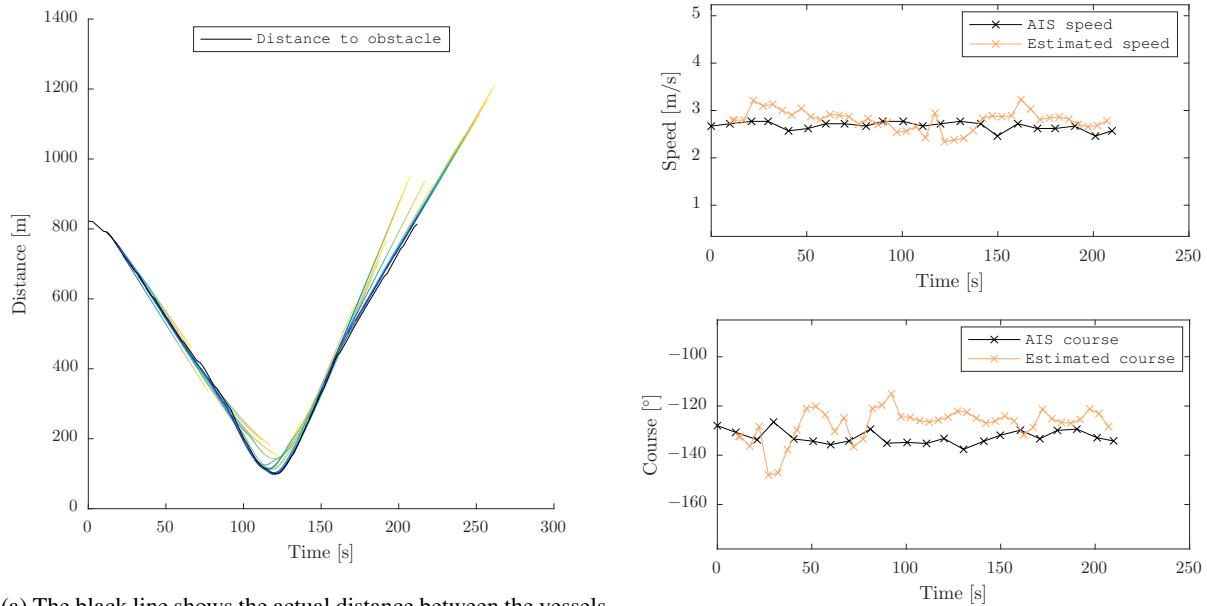 1400
1200
1000
800
600
400
200
0
Distance [m]
Distance to obstacle
0 50 100 150 200 250 300
Time [s]
(a) The black line shows the actual distance between the vessels
5
4
3
2
1
Speed [m/s]
AIS speed
Estimated speed
0 50 100 150 200 250
Time [s]
−100
−120
−140
−160
Course [°]
AIS course
Estimated course
0 50 100 150 200 250
Time [s]